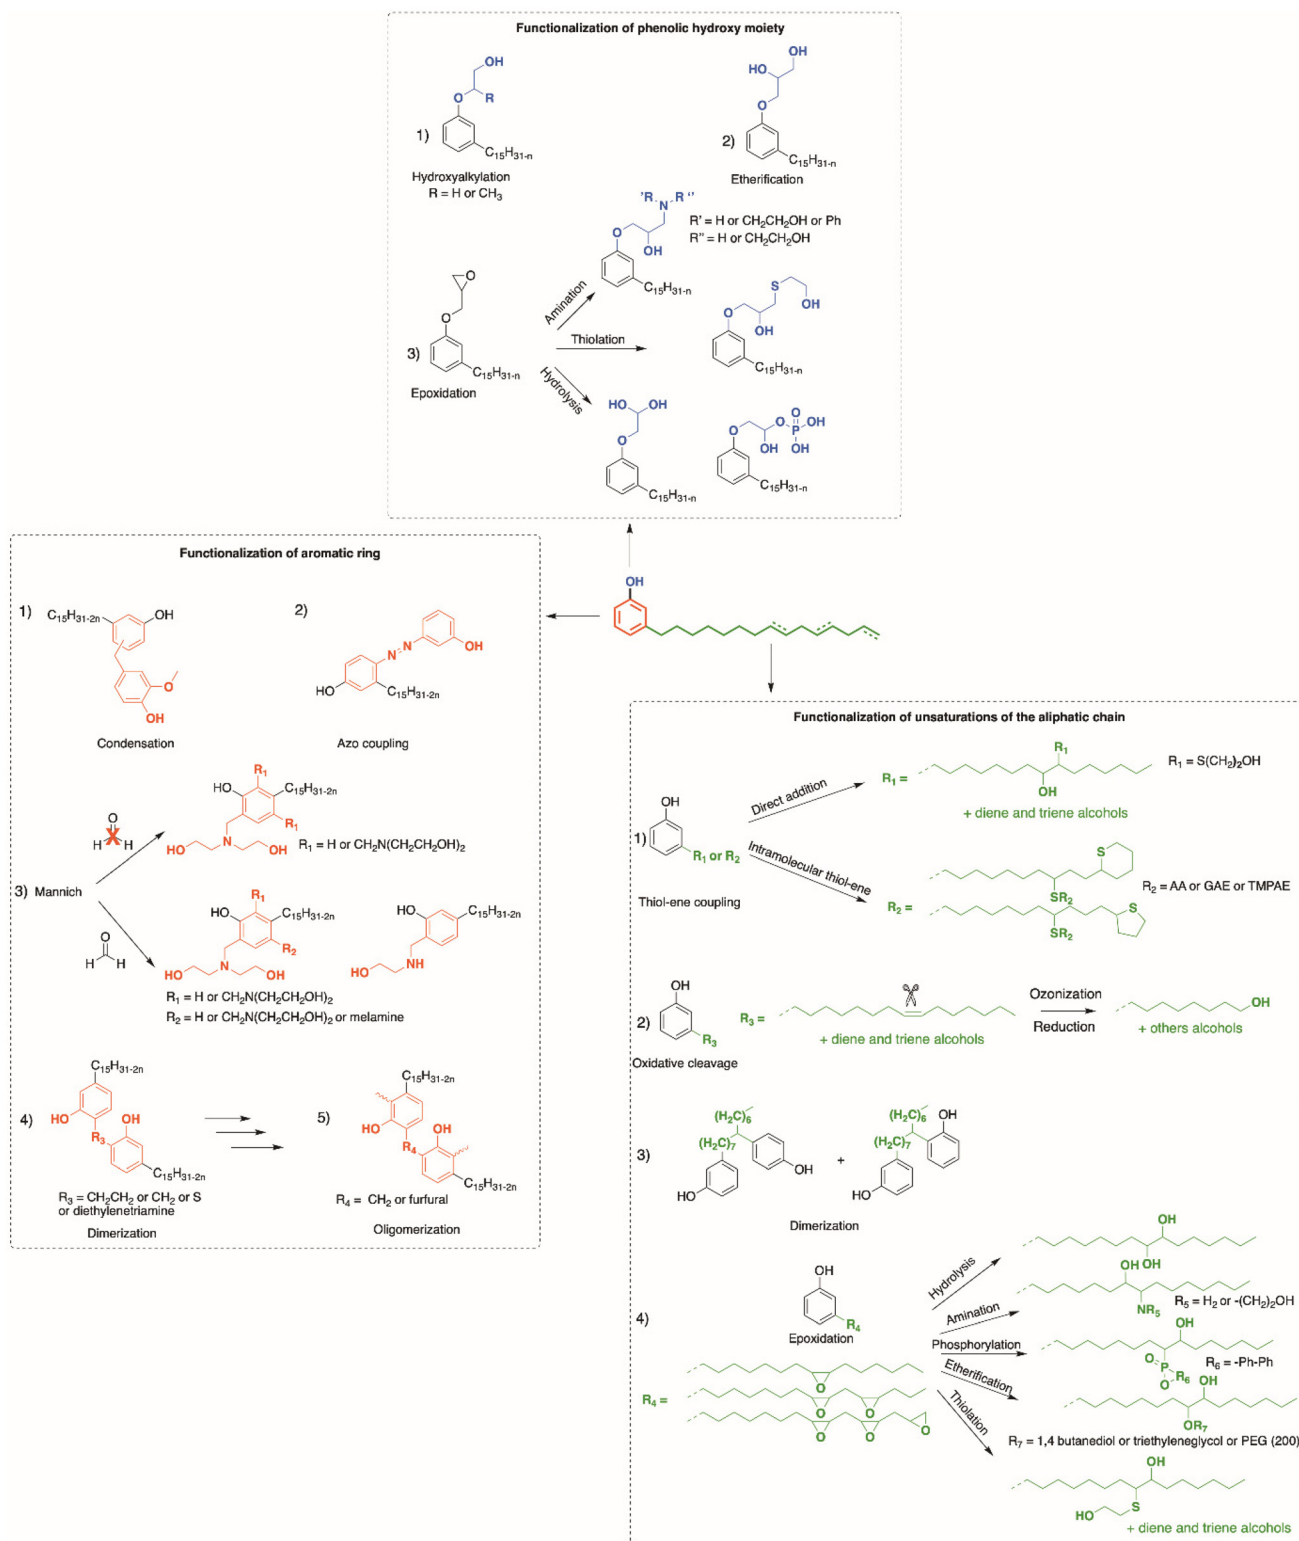 Functionalization of phenolic hydroxy moiety
OH
O
R
1)
C15H31-n
Hydroxyalkylation
R = H or CH3
OH
HO
O
2)
C15H31-n
Etherification
'R R ‘’
N
O
OH
C15H31-n
R' = H or CH2CH2OH or Ph
R" = H or CH2CH2OH
O
O
3)
C15H31-n
Epoxidation
Amination
Thiolation
Hydrolysis
S
OH
O
OH
C15H31-n
HO OH
O
C15H31-n
O
O P OH
O
OH OH
C15H31-n
Functionalization of aromatic ring
1)
C15H31-2n
OH
O
OH
Condensation
2)
N
N
OH
HO
C15H31-2n
Azo coupling
OH
3) Mannich
O
H X H
R1
HO
C15H31-2n
R1
N
HO OH
R1 = H or CH2N(CH2CH2OH)2
O
H H
R1
HO
C15H31-2n
R2
N
HO OH
HO
C15H31-2n
NH
HO
R1 = H or CH2N(CH2CH2OH)2
R2 = H or CH2N(CH2CH2OH)2 or melamine
4)
C15H31-2n
HO OH
R3
C15H31-2n
R3 = CH2CH2 or CH2 or S
or diethylenetriamine
Dimerization
5)
C15H31-2n
HO OH
R4
C15H31-2n
R4 = CH2 or furfural
Oligomerization
Functionalization of unsaturations of the aliphatic chain
OH
1)
R1 or R2
Thiol-ene coupling
Direct addition
Intramolecular thiol-ene
R1
R1 =
OH
R1 = S(CH2)2OH
+ diene and triene alcohols
S
SR2
R2 =
S
SR2
R2 = AA or GAE or TMPAE
OH
2)
R3
Oxidative cleavage
R3 =
+ diene and triene alcohols
Ozonization
Reduction
OH
+ others alcohols
3)
(H2C)6
(H2C)7
OH
HO
+
(H2C)6 OH
(H2C)7
HO
Dimerization
OH
4)
R4
Epoxidation
R4 =
O
O O
O O O
Hydrolysis
Amination
Phosphorylation
Etherification
Thiolation
OH
OH
OH
NR5
R5 = H2 or -(CH2)2OH
OH
O
P
R6
O
R6 = -Ph-Ph
OH
OR7
R7 = 1,4 butanediol or triethyleneglycol or PEG (200)
OH
S
HO
+ diene and triene alcohols